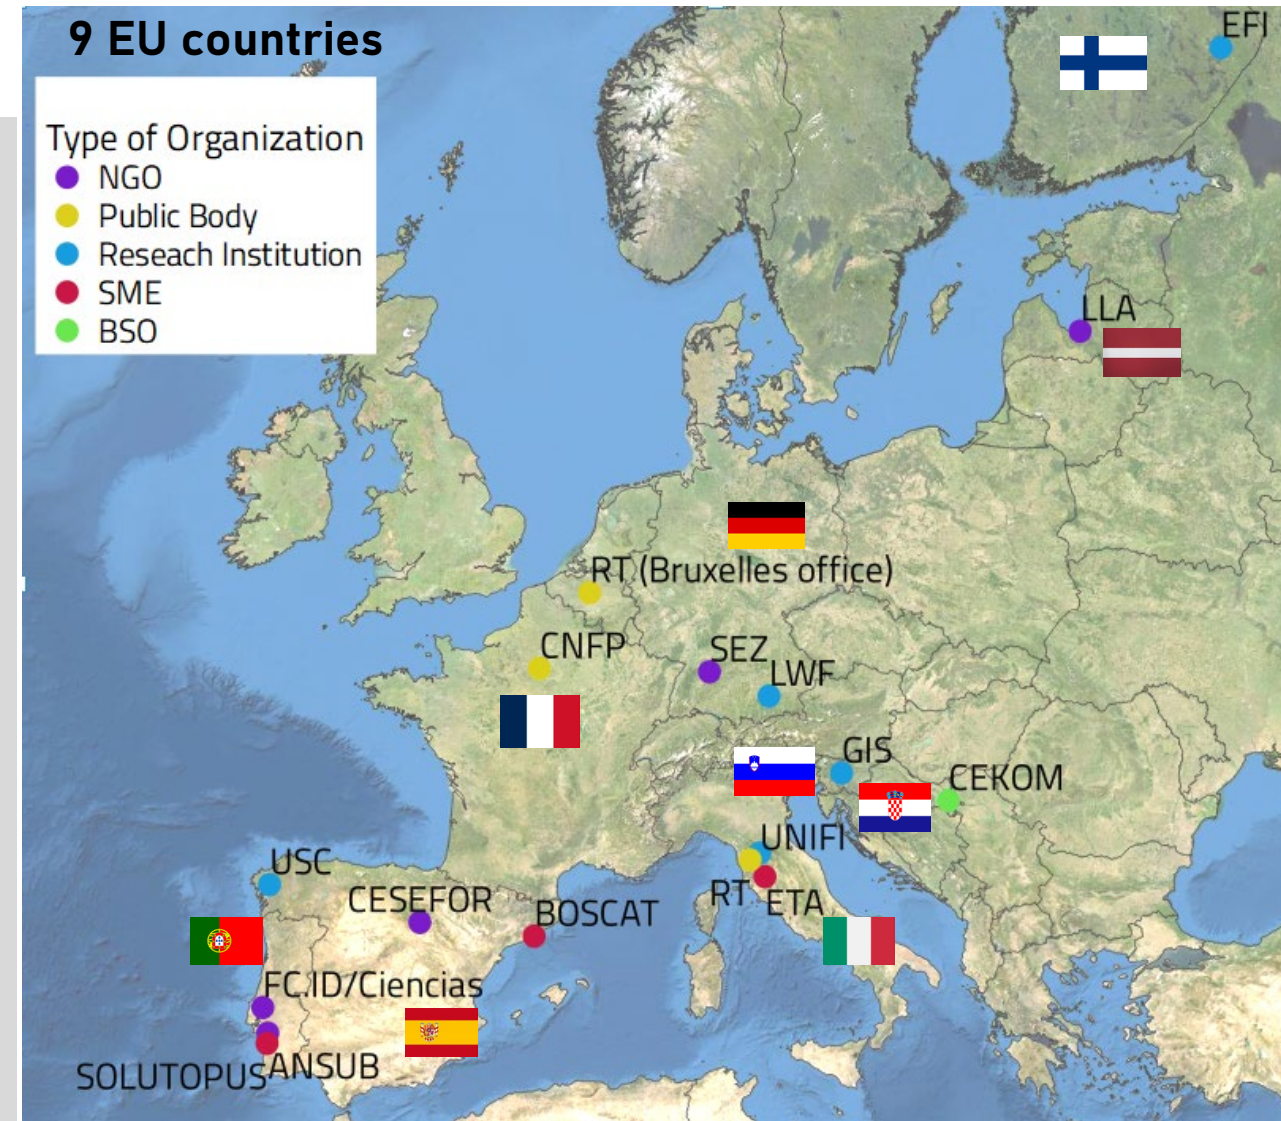 9 EU countries
Type of Organization
NGO
Public Body
Reseach Institution
SME
BSO
EFI
LLA
RT (Bruxelles office)
CNFP
SEZ
LWF
GIS
CEKOM
UNIFI
RT
ETA
USC
CESEFOR
BOSCAT
FC.ID/Ciencias
ANSUB
SOLUTOPUS